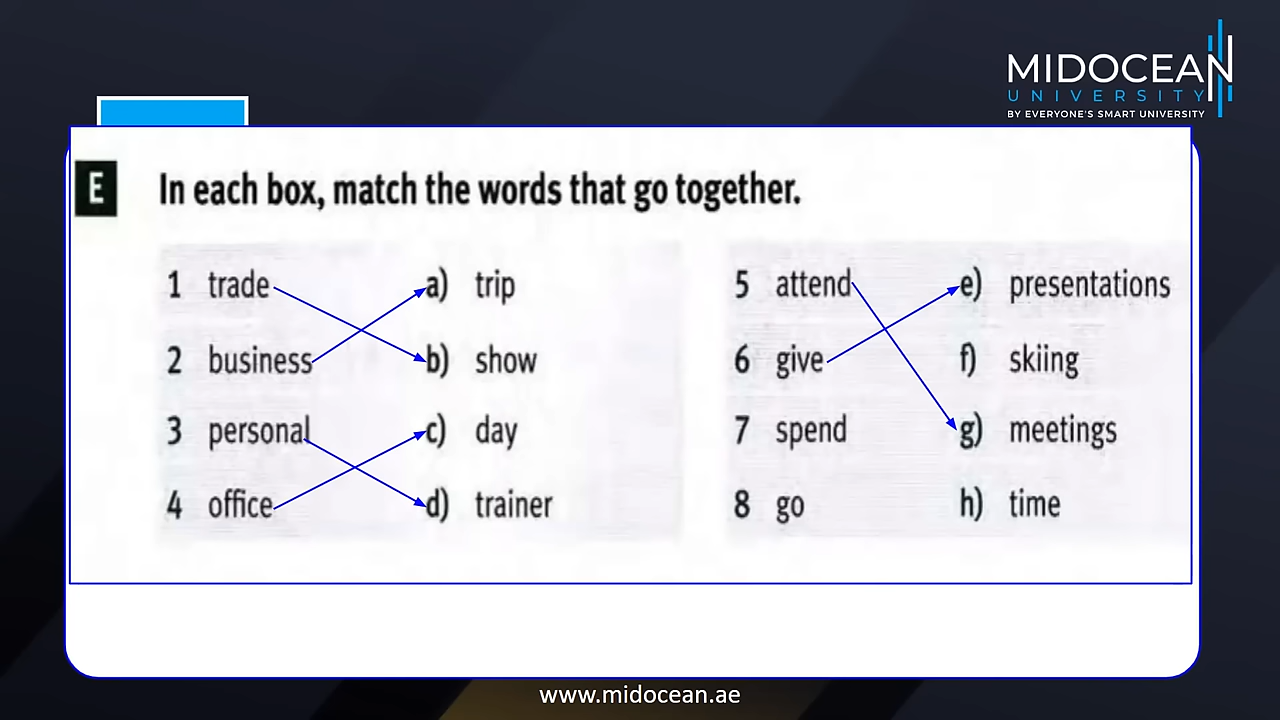 MIDOCEAN
UNIVERSITY
BY EVERYONE'S SMART UNIVERSITY
E In each box, match the words that go together.
1 trade a) trip
2 business b) show
3 personal c) day
4 office d) trainer
5 attend e) presentations
6 give f) skiing
7 spend g) meetings
8 go h) time
www.midocean.ae